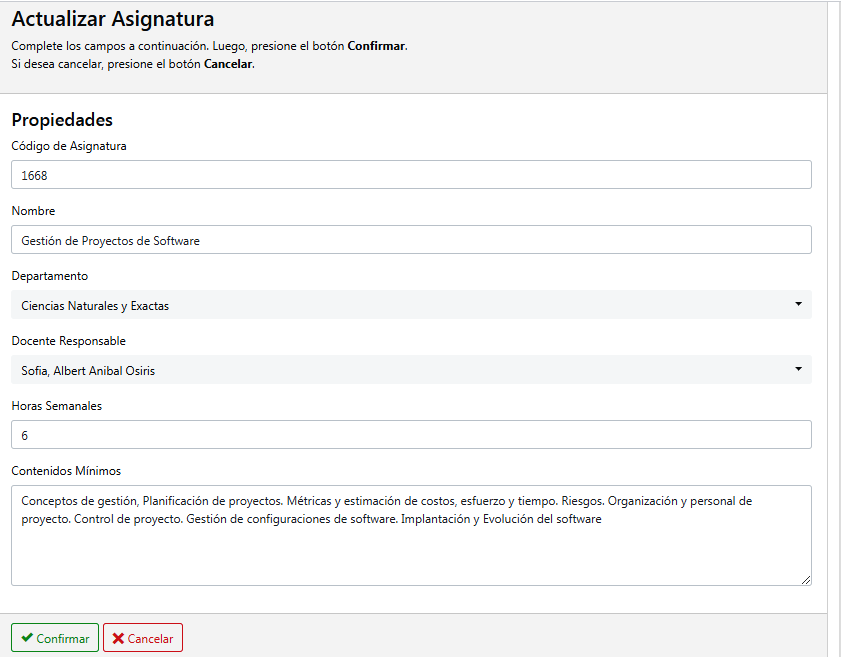 Actualizar Asignatura
Complete los campos a continuación. Luego, presione el botón Confirmar.
Si desea cancelar, presione el botón Cancelar.
Propiedades
Código de Asignatura
1668
Nombre
Gestión de Proyectos de Software
Departamento
Ciencias Naturales y Exactas
Docente Responsable
Sofia, Albert Anibal Osiris
Horas Semanales
6
Contenidos Mínimos
Conceptos de gestión, Planificación de proyectos. Métricas y estimación de costos, esfuerzo y tiempo. Riesgos. Organización y personal de
proyecto. Control de proyecto. Gestión de configuraciones de software. Implantación y Evolución del software
Confirmar Cancelar